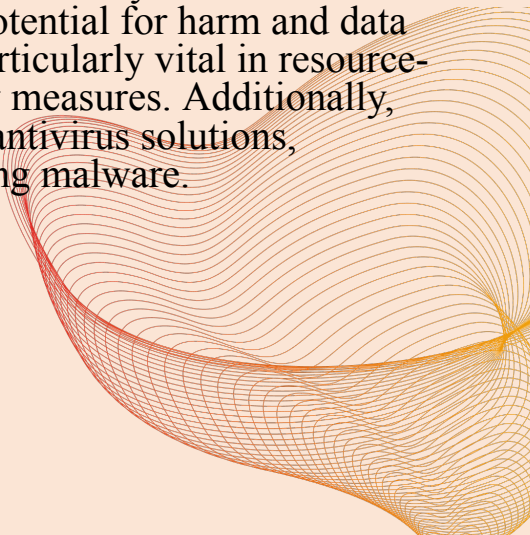 otential for harm and data
rticularly vital in resource-
measures. Additionally,
antivirus solutions,
ng malware.